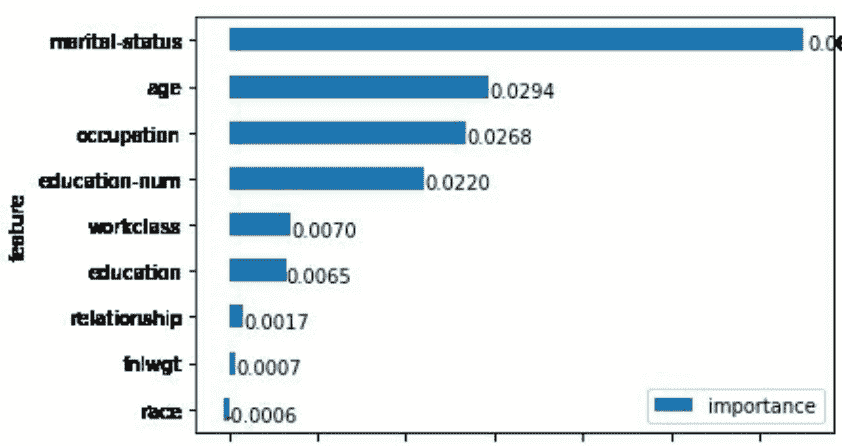 marital-status 0.06
age 0.0294
occupation 0.0268
education-num 0.0220
workclass 0.0070
education 0.0065
relationship 0.0017
fnlwgt 0.0007
race -0.0006
feature
importance